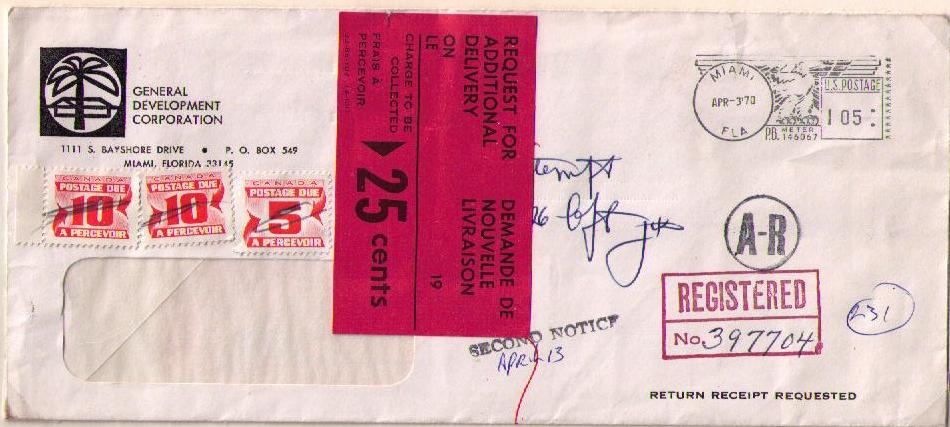 GENERAL
DEVELOPMENT
CORPORATION
1111 S. BAYSHORE DRIVE • P. O. BOX 549
MIAMI, FLORIDA 33145
CANADA
POSTAGE DUE
10
A PERCEVOIR
CANADA
POSTAGE DUE
10
A PERCEVOIR
CANADA
POSTAGE DUE
5
A PERCEVOIR
REQUEST FOR
ADDITIONAL
DELIVERY
ON
LE
19
DEMANDE DE
NOUVELLE
LIVRAISON
CHARGE TO BE
COLLECTED
FRAIS À
PERCEVOIR
25 cents
MIAMI
APR-3'70
FLA
U.S. POSTAGE
105
P.B. METER
146067
A-R
REGISTERED
No. 397704
231
SECOND NOTICE
APRIL 13
RETURN RECEIPT REQUESTED